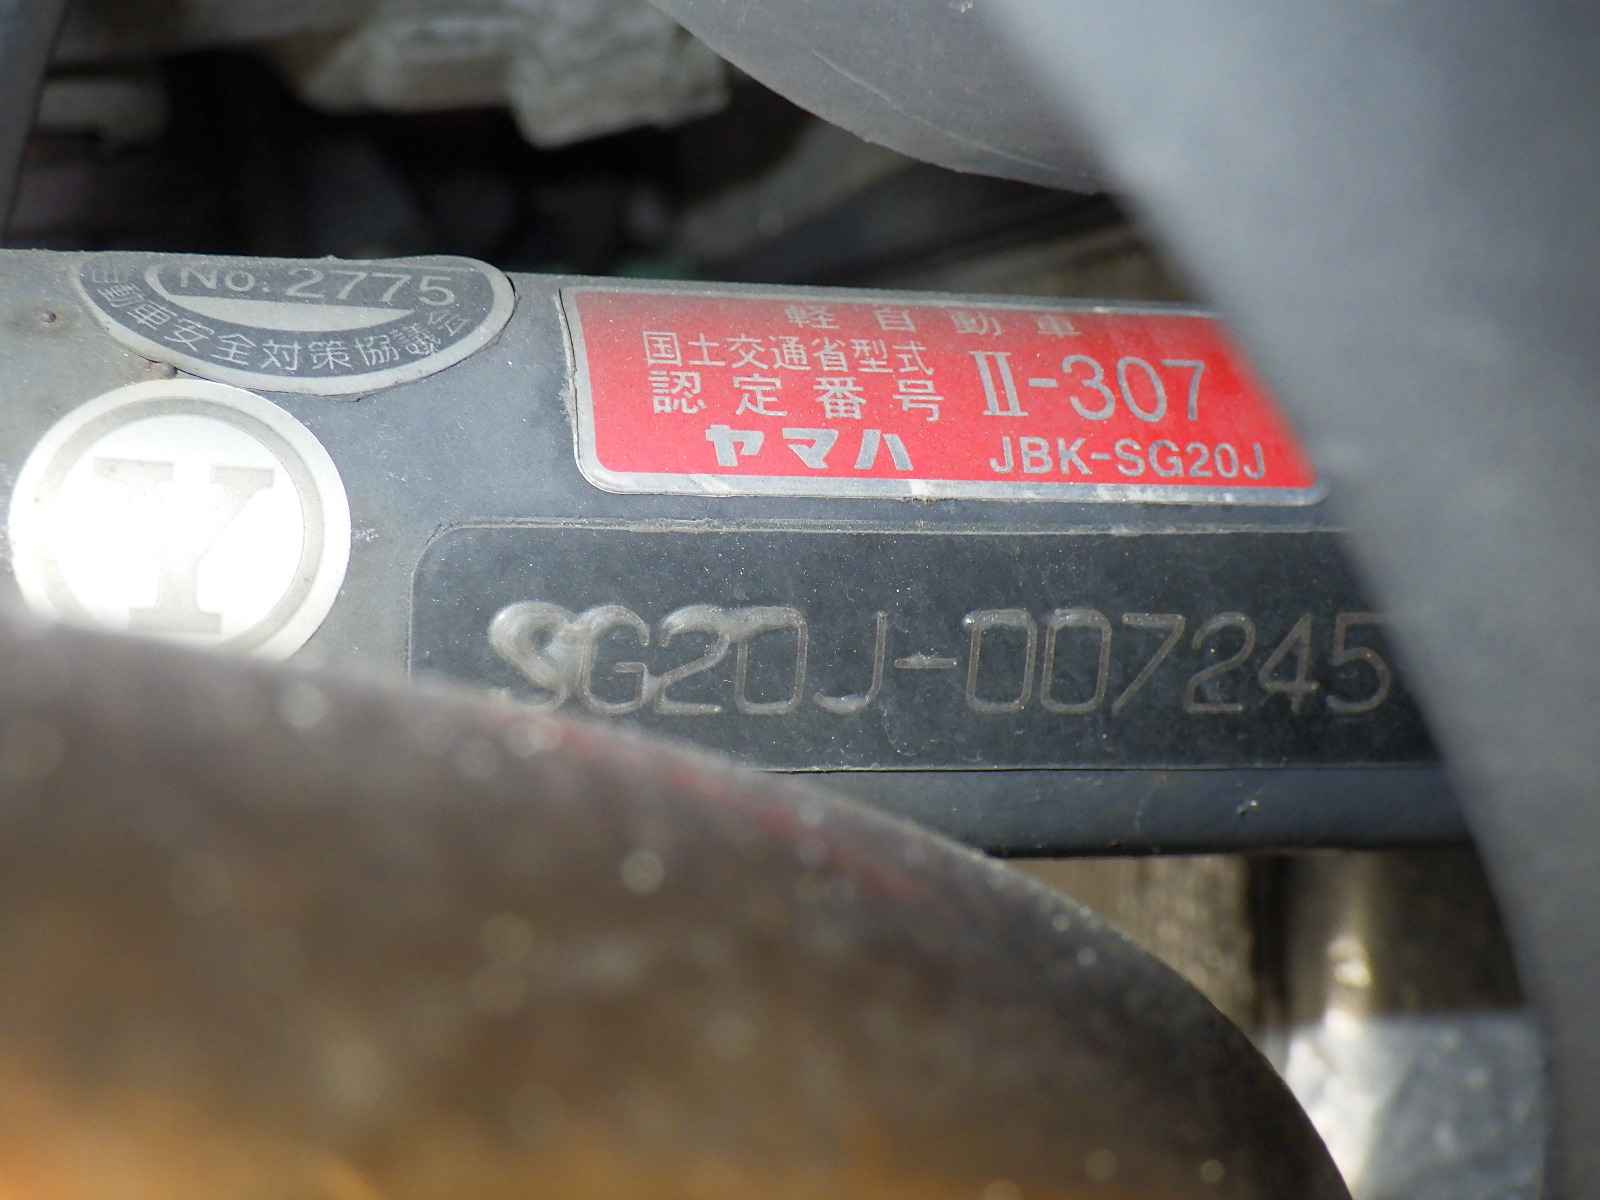 No. 2775
自動車安全対策協議会
軽自動車
国土交通省型式
認定番号 II-307
ヤマハ JBK-SG20J
Y
SG20J-007245